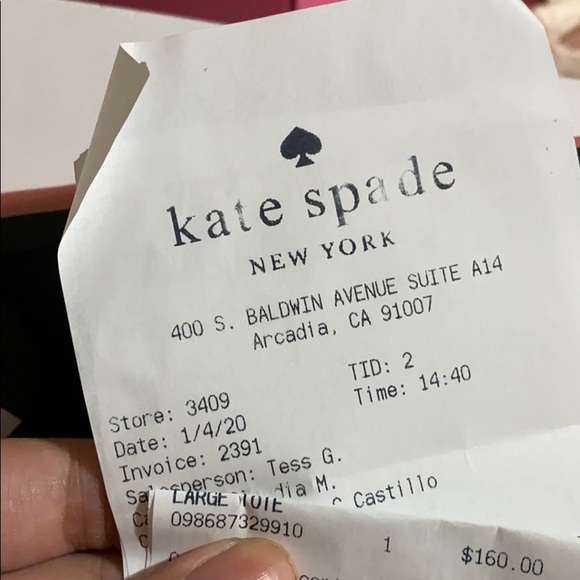 kate spade
NEW YORK
400 S. BALDWIN AVENUE SUITE A14
Arcadia, CA 91007
TID: 2
Store: 3409
Time: 14:40
Date: 1/4/20
Invoice: 2391
Tess G.
M.
Castillo
LARGE TOTE
098687329910
1
$160.00